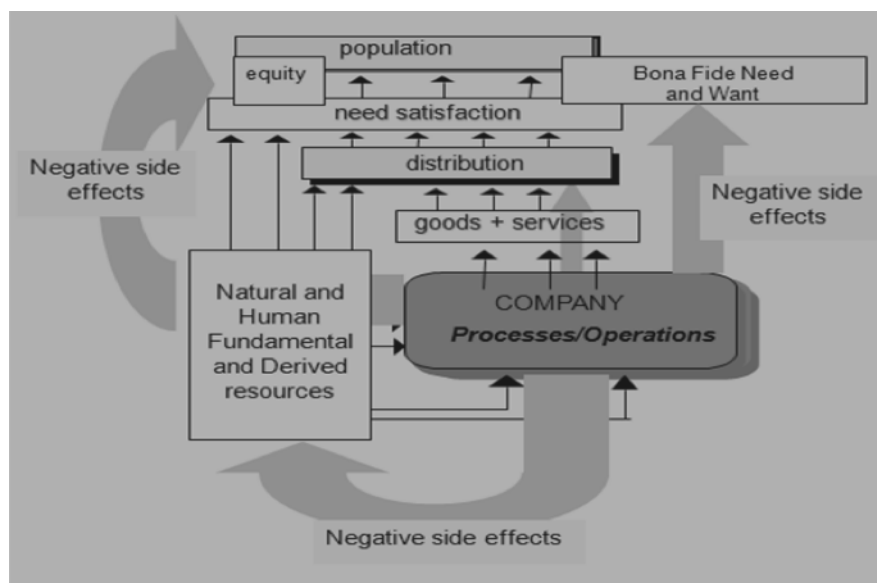 population
equity
Bona Fide Need
and Want
need satisfaction
Negative side
effects
distribution
Negative side
effects
goods + services
Natural and
Human
Fundamental
and Derived
resources
COMPANY
Processes/Operations
Negative side effects